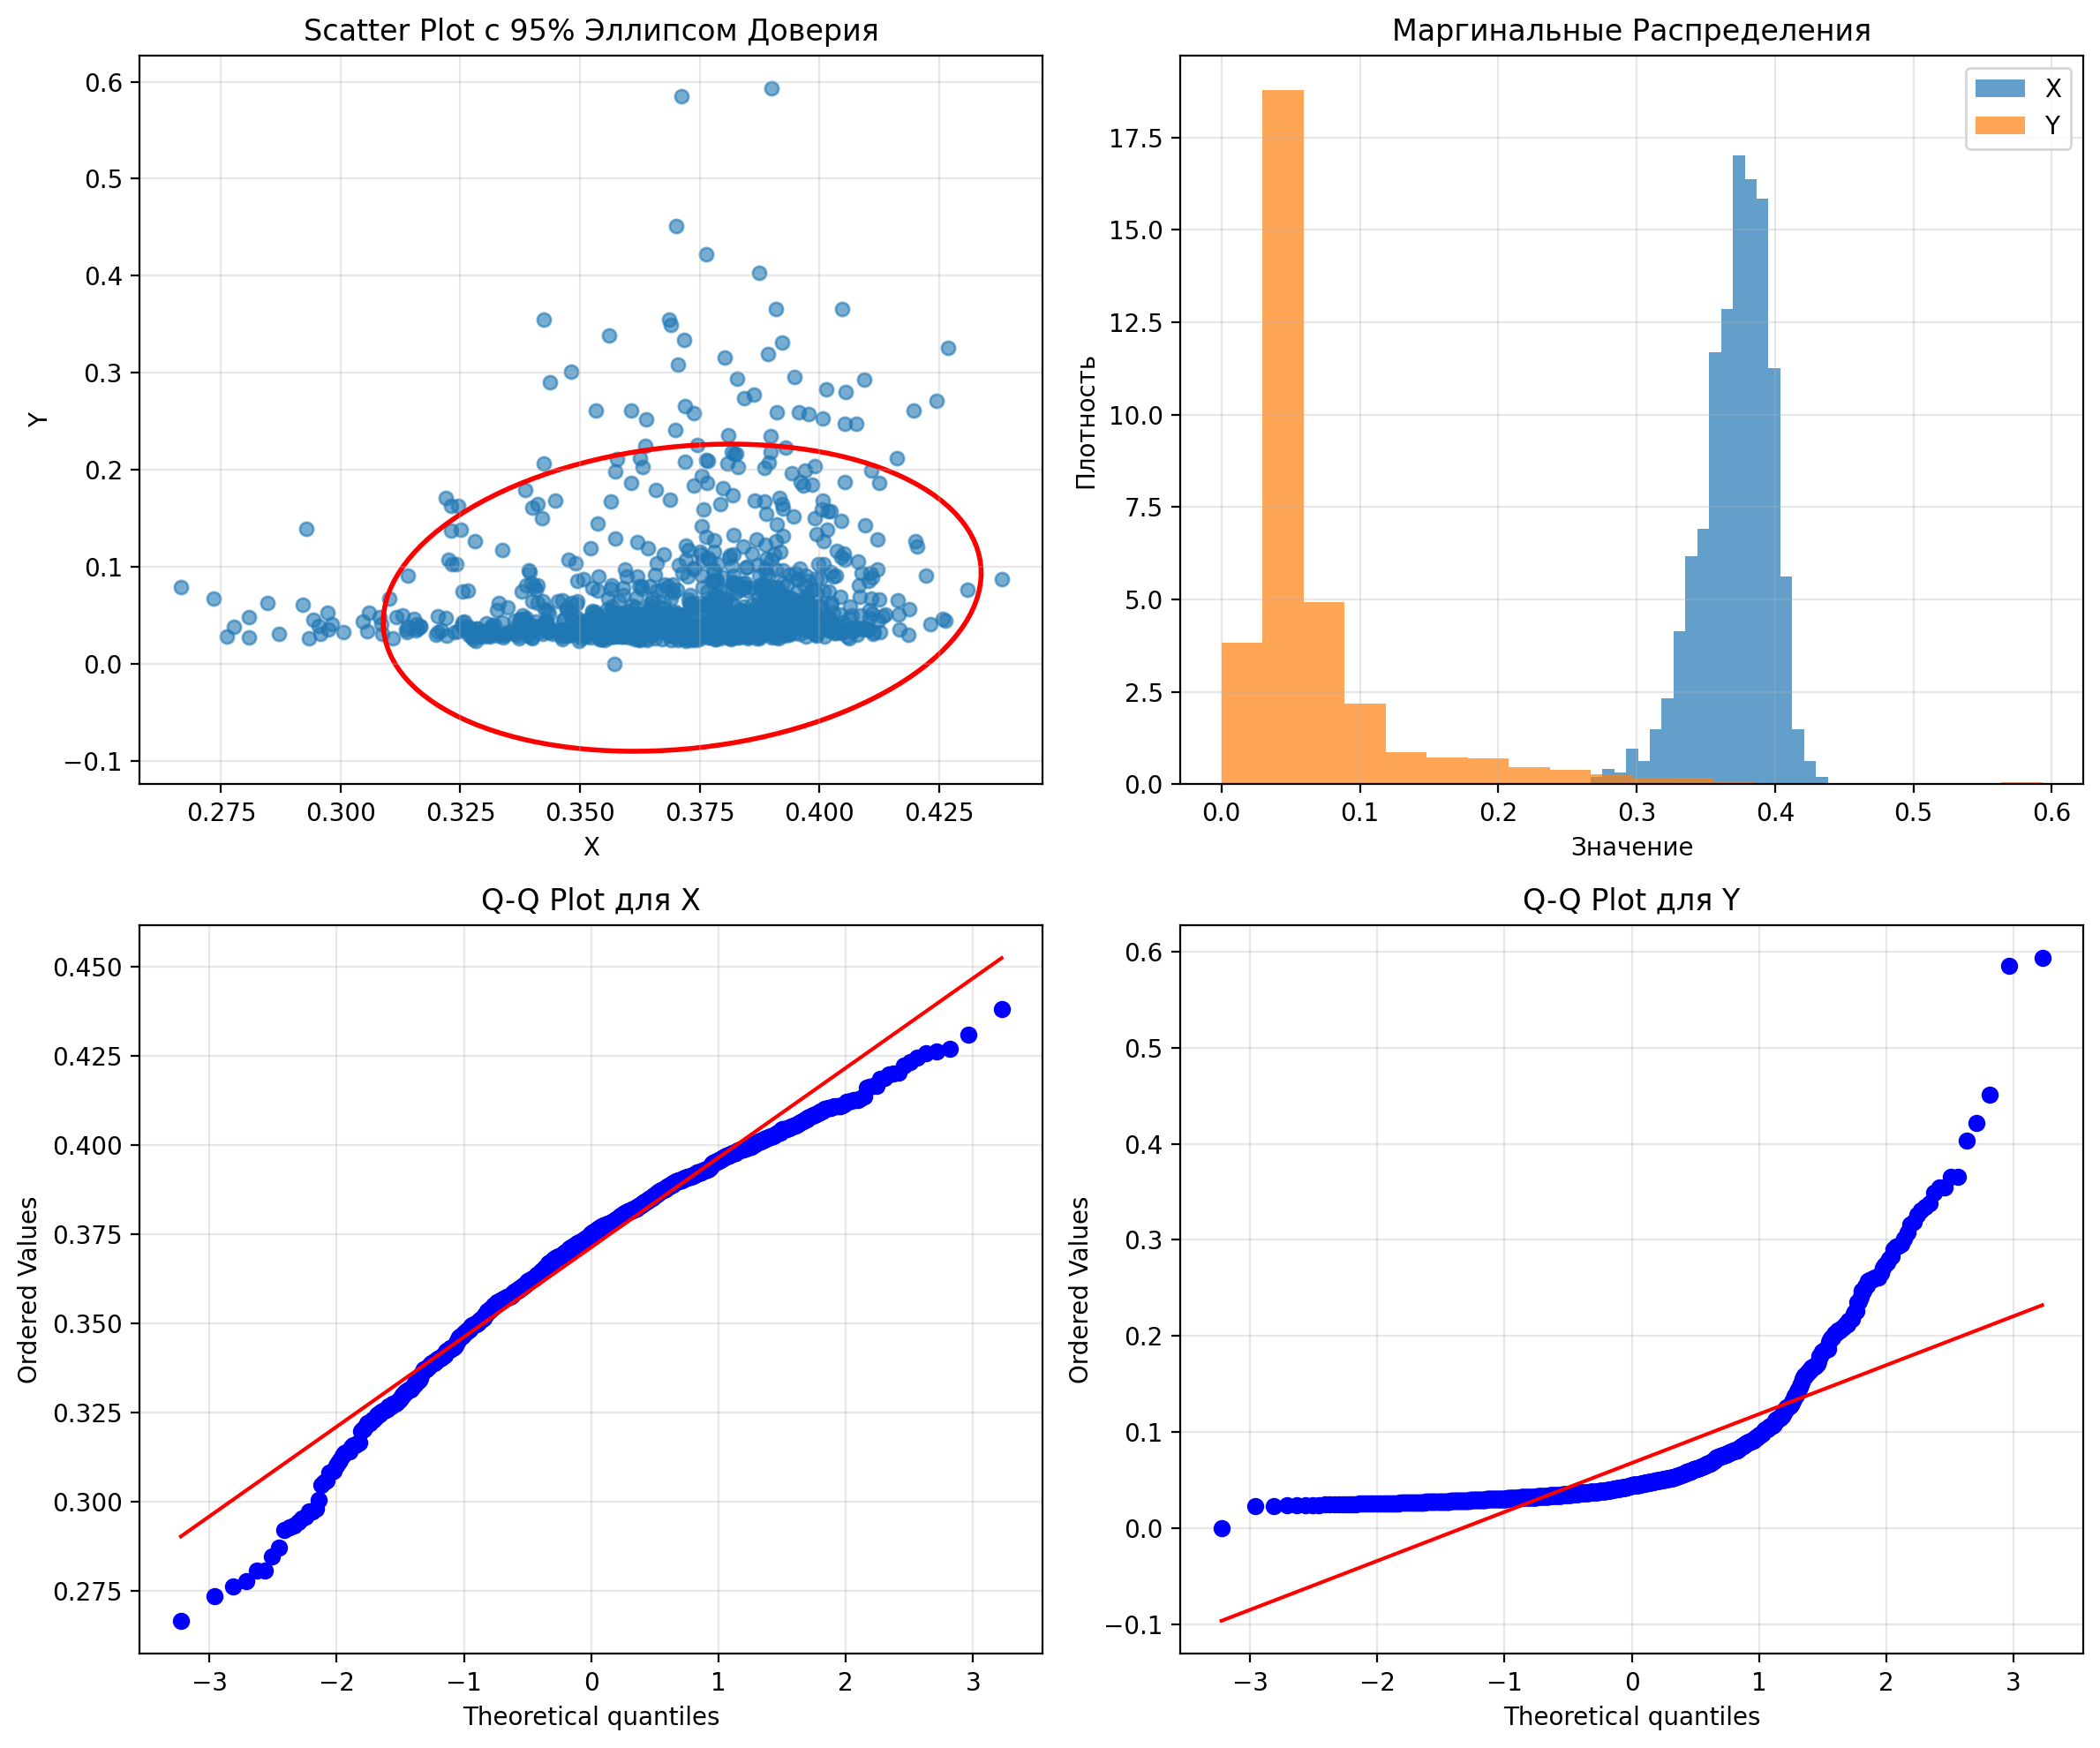 Scatter Plot с 95% Эллипсом Доверия
0.6
0.5
0.4
0.3
0.2
0.1
0.0
−0.1
Y
0.275 0.300 0.325 0.350 0.375 0.400 0.425
X
Маргинальные Распределения
X
Y
17.5
15.0
12.5
10.0
7.5
5.0
2.5
0.0
Плотность
0.0 0.1 0.2 0.3 0.4 0.5 0.6
Значение
Q-Q Plot для X
0.450
0.425
0.400
0.375
0.350
0.325
0.300
0.275
Ordered Values
−3 −2 −1 0 1 2 3
Theoretical quantiles
Q-Q Plot для Y
0.6
0.5
0.4
0.3
0.2
0.1
0.0
−0.1
Ordered Values
−3 −2 −1 0 1 2 3
Theoretical quantiles